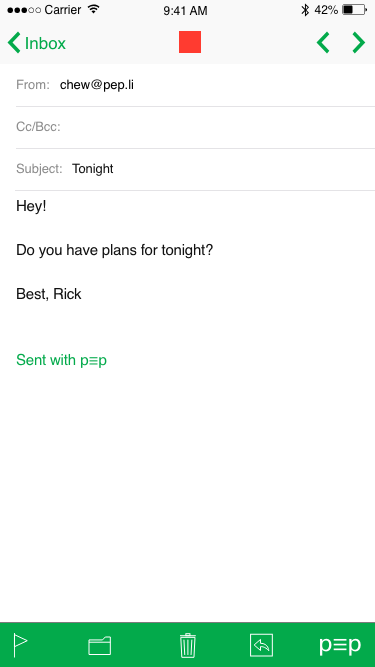 Carrier 9:41 AM 42%
Inbox
From: chew@pep.li
Cc/Bcc:
Subject: Tonight
Hey!
Do you have plans for tonight?
Best, Rick
Sent with p≡p
p≡p